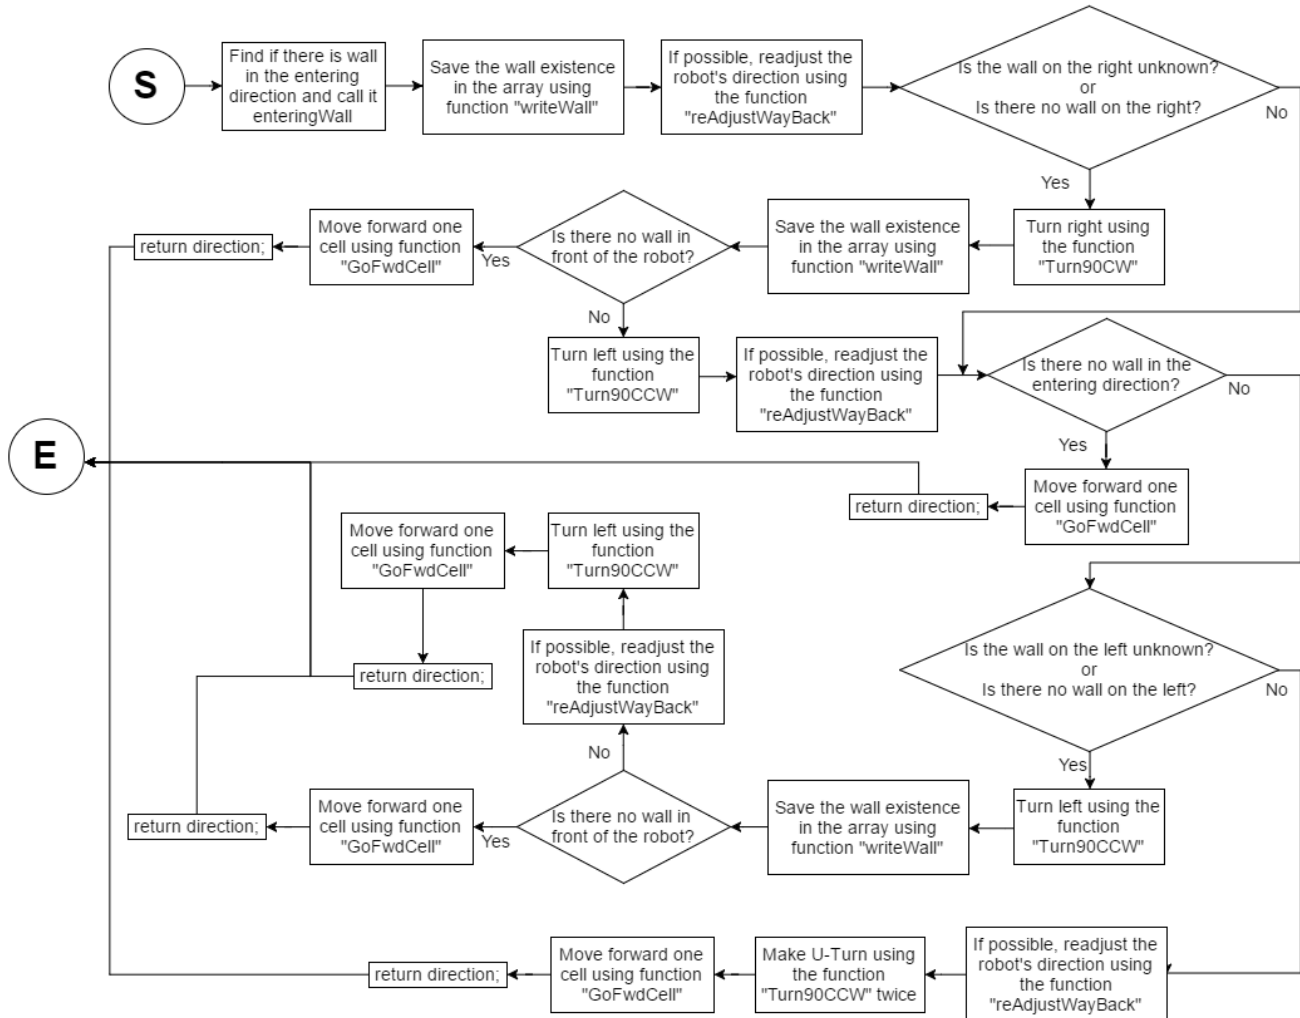 S
Find if there is wall
in the entering
direction and call it
enteringWall
Save the wall existence
in the array using
function "writeWall"
If possible, readjust the
robot's direction using
the function
"reAdjustWayBack"
Is the wall on the right unknown?
or
Is there no wall on the right?
No
Yes
Turn right using
the function
"Turn90CW"
Save the wall existence
in the array using
function "writeWall"
Is there no wall in
front of the robot?
Yes
Move forward one
cell using function
"GoFwdCell"
return direction;
No
Turn left using the
function
"Turn90CCW"
If possible, readjust the
robot's direction using
the function
"reAdjustWayBack"
Is there no wall in the
entering direction?
No
Yes
Move forward one
cell using function
"GoFwdCell"
return direction;
E
Is the wall on the left unknown?
or
Is there no wall on the left?
No
Yes
Turn left using the
function
"Turn90CCW"
Save the wall existence
in the array using
function "writeWall"
Is there no wall in
front of the robot?
Yes
Move forward one
cell using function
"GoFwdCell"
return direction;
No
If possible, readjust the
robot's direction using
the function
"reAdjustWayBack"
Turn left using the
function
"Turn90CCW"
Move forward one
cell using function
"GoFwdCell"
return direction;
If possible, readjust the
robot's direction using
the function
"reAdjustWayBack"
Make U-Turn using
the function
"Turn90CCW" twice
Move forward one
cell using function
"GoFwdCell"
return direction;